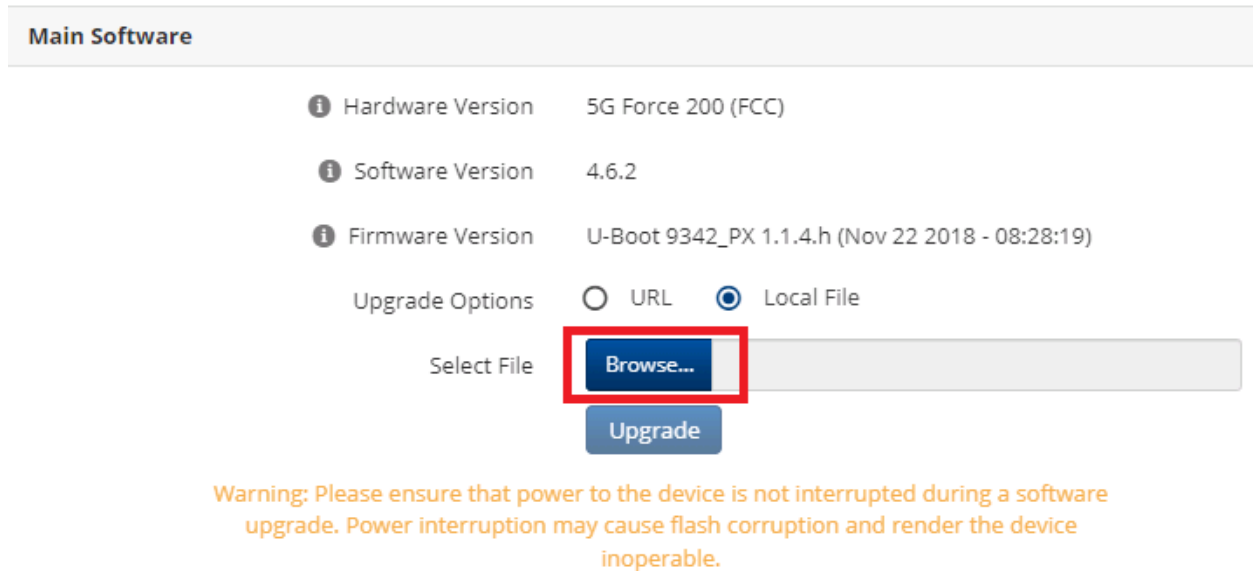 Main Software
Hardware Version 5G Force 200 (FCC)
Software Version 4.6.2
Firmware Version U-Boot 9342_PX 1.1.4.h (Nov 22 2018 - 08:28:19)
Upgrade Options URL Local File
Select File Browse...
Upgrade
Warning: Please ensure that power to the device is not interrupted during a software
upgrade. Power interruption may cause flash corruption and render the device
inoperable.